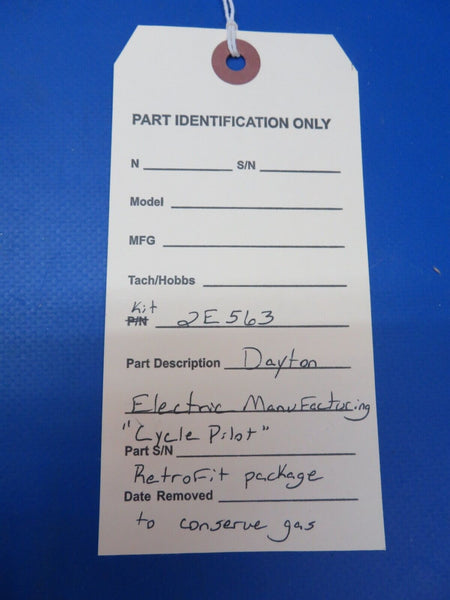 PART IDENTIFICATION ONLY
N S/N
Model
MFG
Tach/Hobbs
Kit
P/N 2E563
Part Description Dayton
Electric Manufacturing
"Cycle Pilot"
Part S/N
Retrofit package
Date Removed
to conserve gas